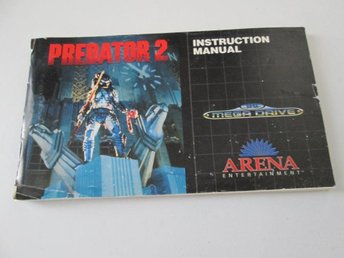 PREDATOR 2
INSTRUCTION
MANUAL
MEGA DRIVE
ARENA
ENTERTAINMENT